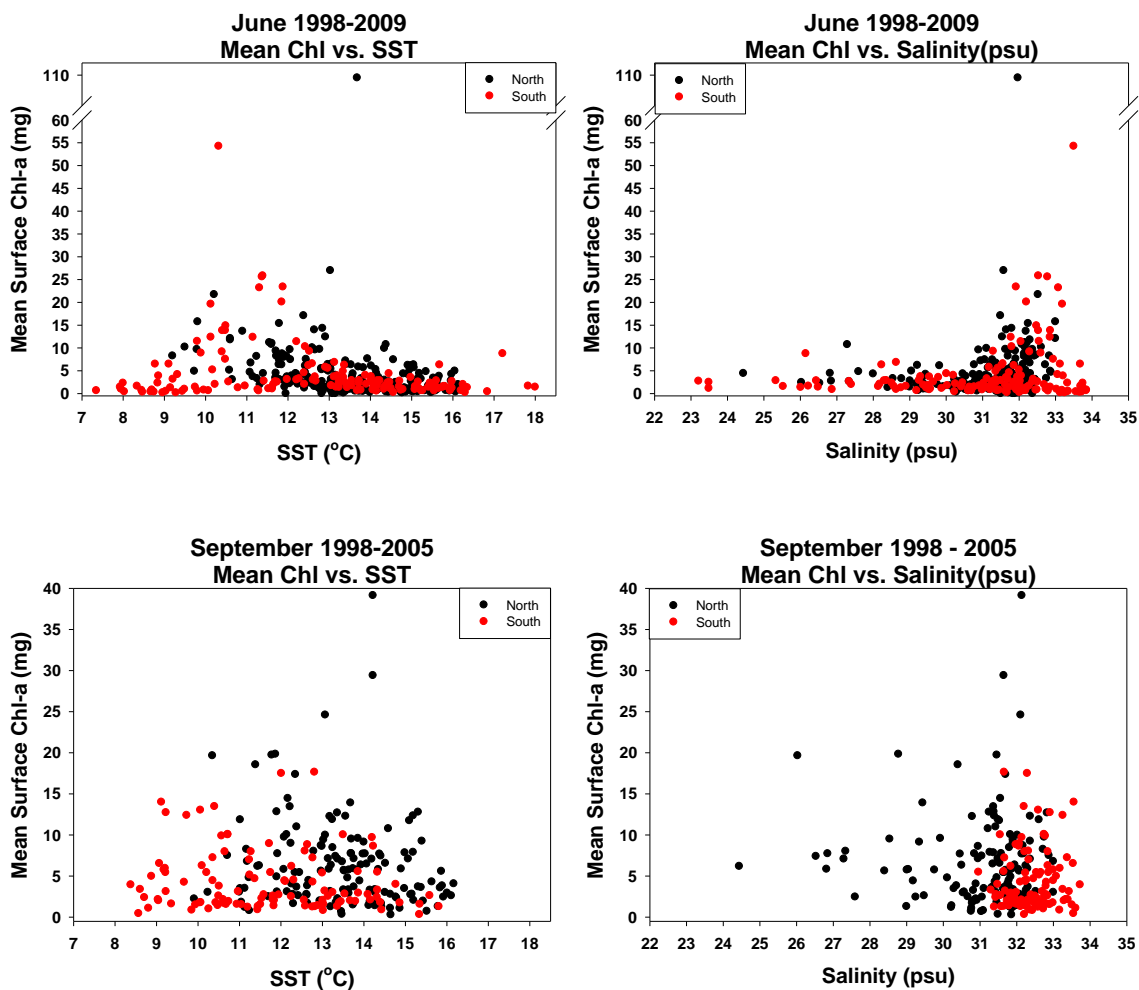 June 1998-2009
Mean Chl vs. SST
North
South
Mean Surface Chl-a (mg)
110
60
55
50
45
40
35
30
25
20
15
10
5
0
7 8 9 10 11 12 13 14 15 16 17 18
SST (°C)
June 1998-2009
Mean Chl vs. Salinity(psu)
North
South
Mean Surface Chl-a (mg)
110
60
55
50
45
40
35
30
25
20
15
10
5
0
22 23 24 25 26 27 28 29 30 31 32 33 34 35
Salinity (psu)
September 1998-2005
Mean Chl vs. SST
North
South
Mean Surface Chl-a (mg)
40
35
30
25
20
15
10
5
0
7 8 9 10 11 12 13 14 15 16 17 18
SST (°C)
September 1998 - 2005
Mean Chl vs. Salinity(psu)
North
South
Mean Surface Chl-a (mg)
40
35
30
25
20
15
10
5
0
22 23 24 25 26 27 28 29 30 31 32 33 34 35
Salinity (psu)